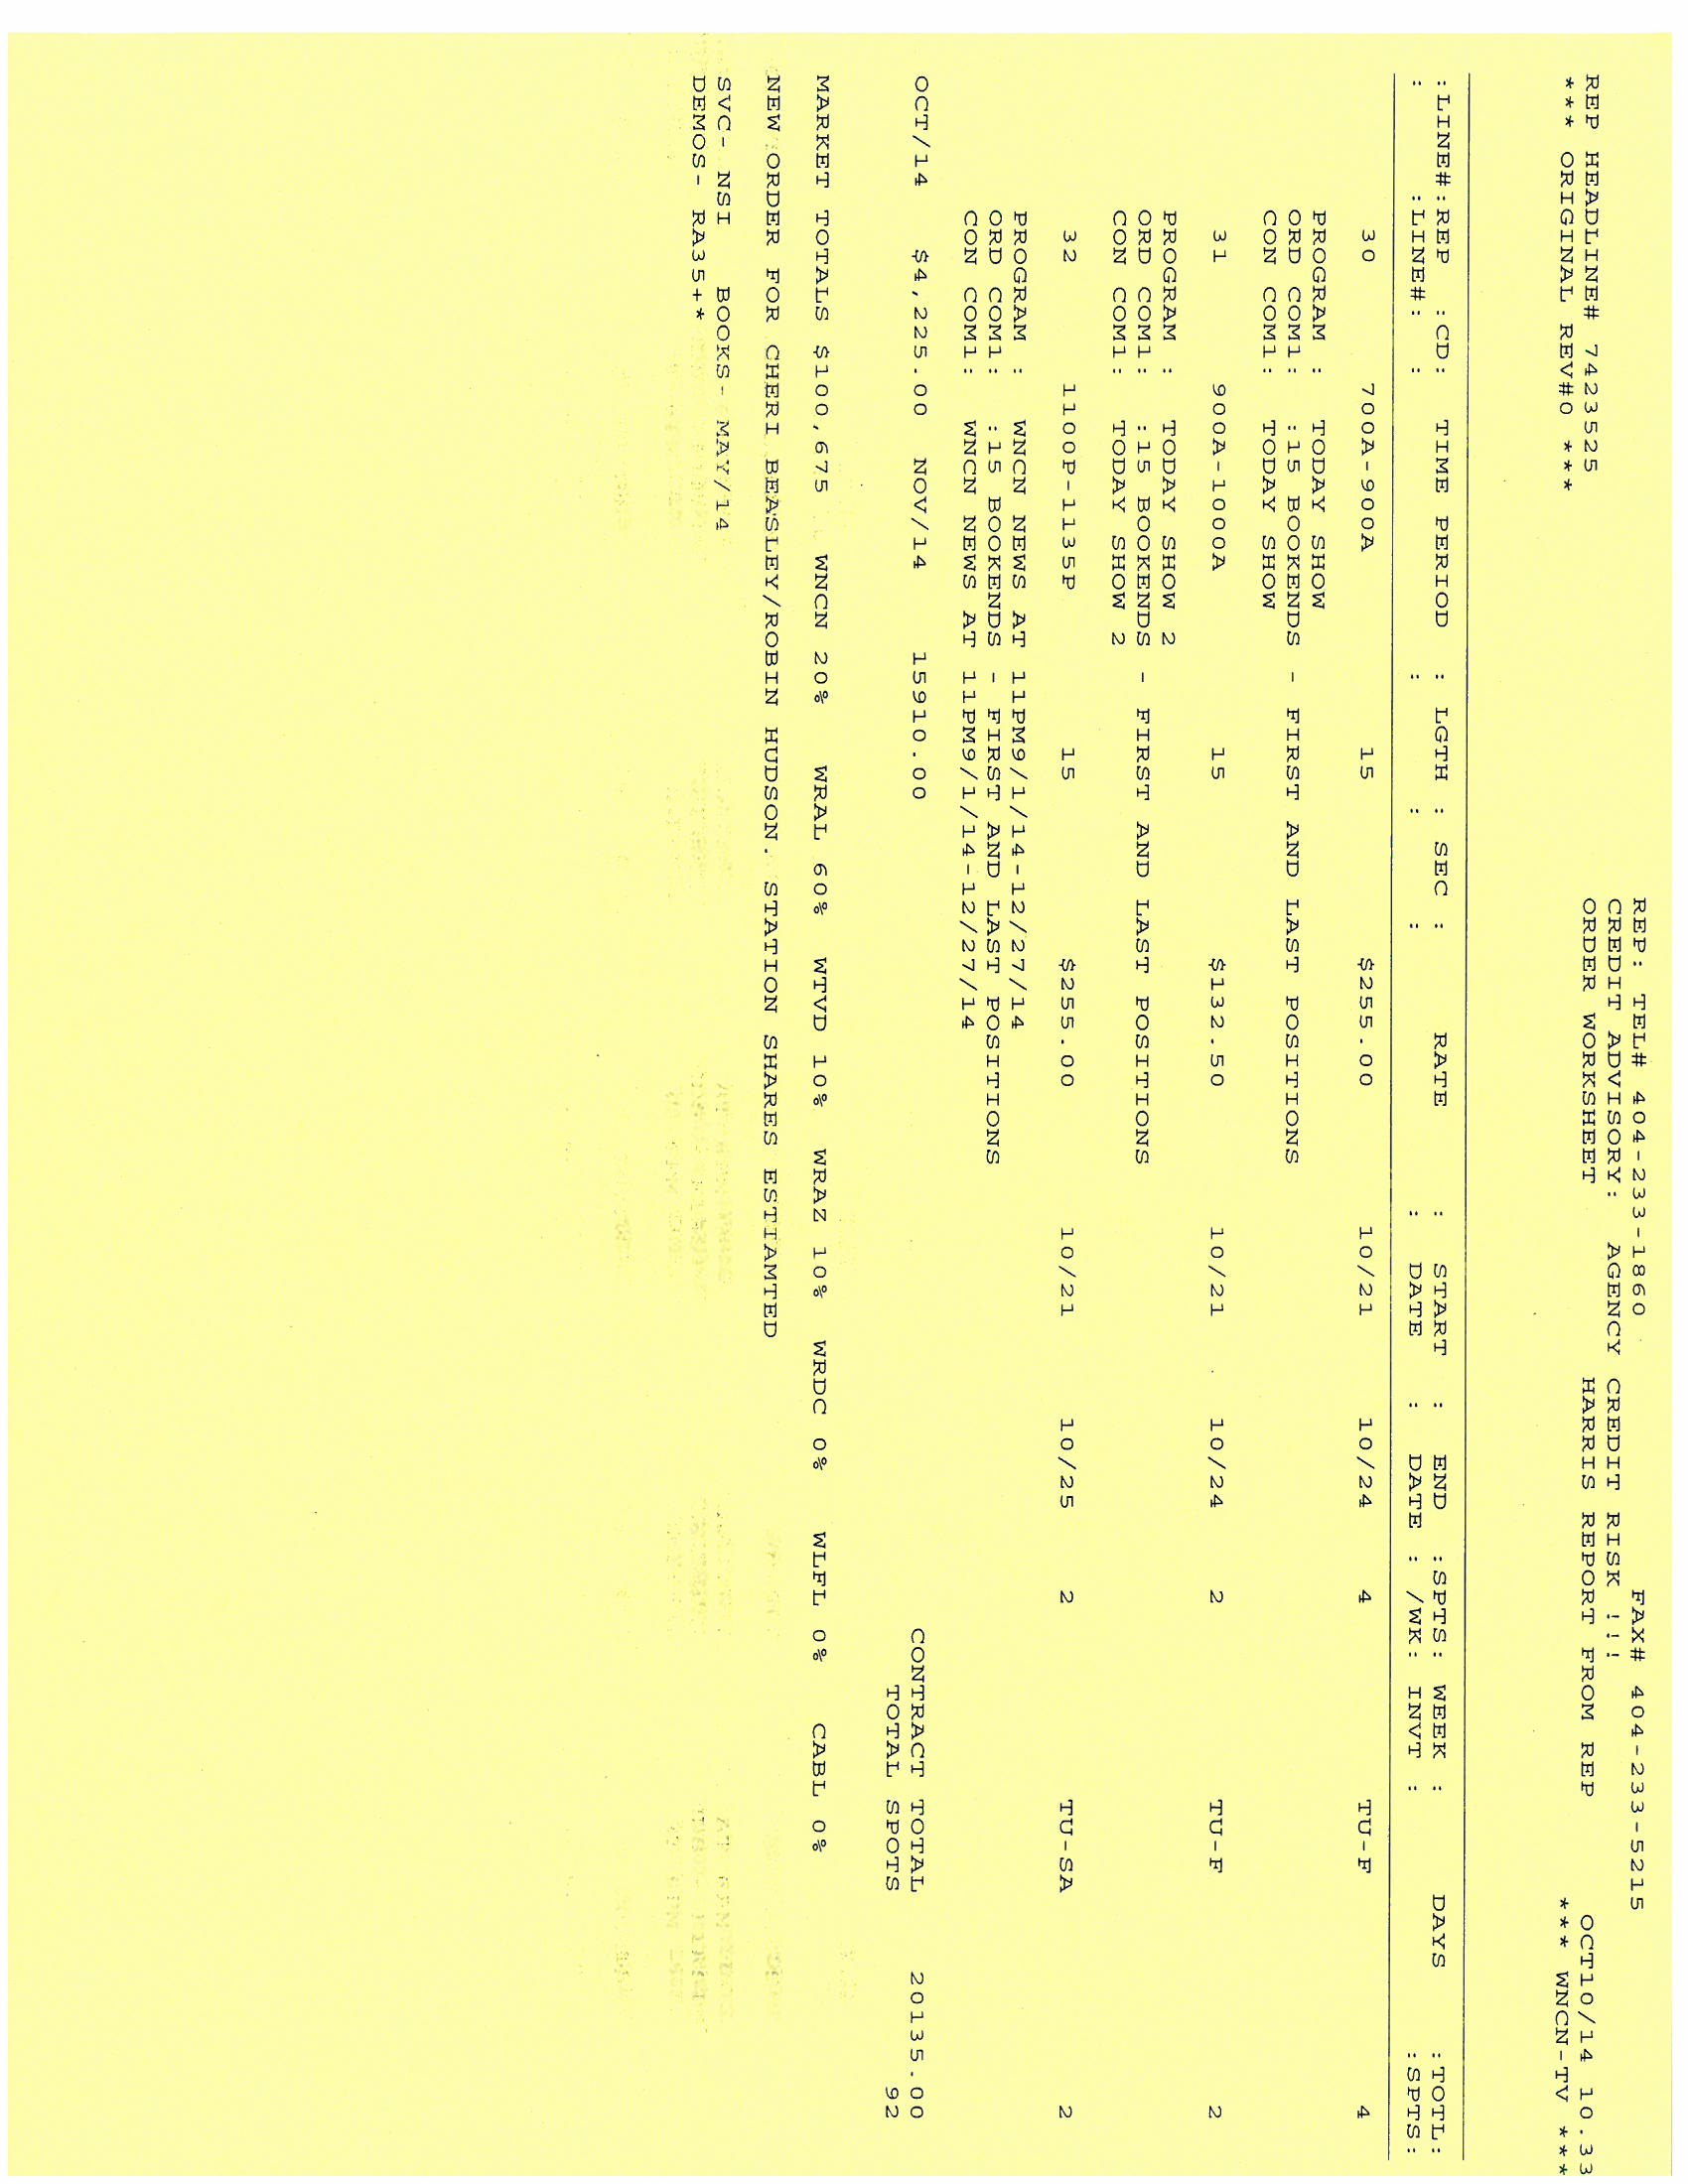 REP: TEL# 404-233-1860 FAX# 404-233-5215
CREDIT ADVISORY: AGENCY CREDIT RISK !!!
REP HEADLINE# 7423525 ORDER WORKSHEET HARRIS REPORT FROM REP OCT10/14 10.33
*** ORIGINAL REV#0 *** *** WNCN-TV ***
:LINE#:REP :CD: TIME PERIOD : LGTH : SEC : RATE : START : END :SPTS: WEEK : DAYS :TOTL:
: :LINE#: : : : : DATE : DATE : /WK: INVT : :SPTS:
30 700A-900A 15 $255.00 10/21 10/24 4 TU-F 4
PROGRAM : TODAY SHOW
ORD COM1: :15 BOOKENDS - FIRST AND LAST POSITIONS
CON COM1: TODAY SHOW
31 900A-1000A 15 $132.50 10/21 10/24 2 TU-F 2
PROGRAM : TODAY SHOW 2
ORD COM1: :15 BOOKENDS - FIRST AND LAST POSITIONS
CON COM1: TODAY SHOW 2
32 1100P-1135P 15 $255.00 10/21 10/25 2 TU-SA 2
PROGRAM : WNCN NEWS AT 11PM9/1/14-12/27/14
ORD COM1: :15 BOOKENDS - FIRST AND LAST POSITIONS
CON COM1: WNCN NEWS AT 11PM9/1/14-12/27/14
OCT/14 $4,225.00 NOV/14 15910.00 CONTRACT TOTAL 20135.00
TOTAL SPOTS 92
MARKET TOTALS $100,675 WNCN 20% WRAL 60% WTVD 10% WRAZ 10% WRDC 0% WLFL 0% CABL 0%
NEW ORDER FOR CHERI BEASLEY/ROBIN HUDSON. STATION SHARES ESTIAMTED
SVC- NSI BOOKS- MAY/14
DEMOS- RA35+*